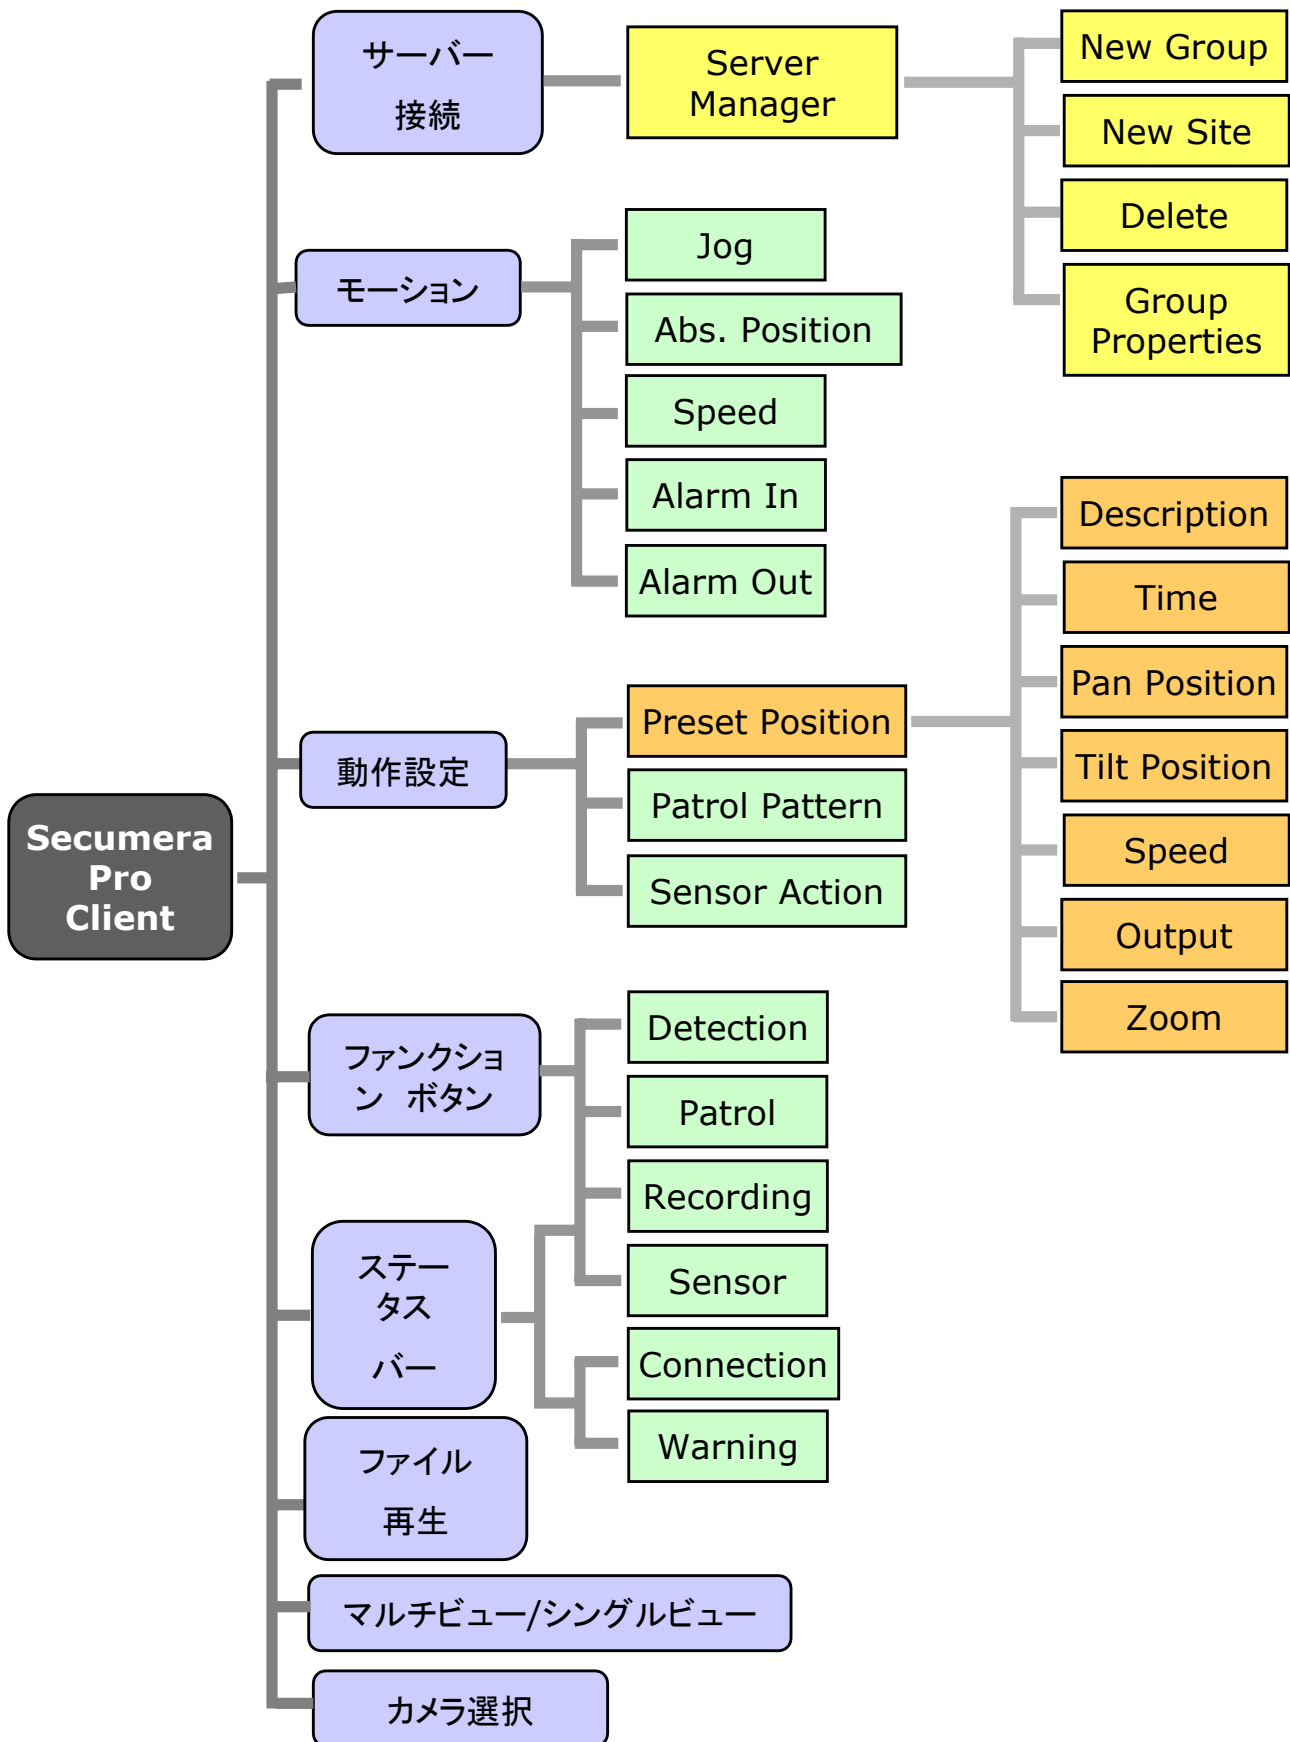 Secumera
Pro
Client
サーバー
接続
Server
Manager
New Group
New Site
Delete
Group
Properties
モーション
Jog
Abs. Position
Speed
Alarm In
Alarm Out
動作設定
Preset Position
Patrol Pattern
Sensor Action
Description
Time
Pan Position
Tilt Position
Speed
Output
Zoom
ファンクショ
ン ボタン
Detection
Patrol
Recording
Sensor
ステー
タス
バー
Connection
Warning
ファイル
再生
マルチビュー/シングルビュー
カメラ選択